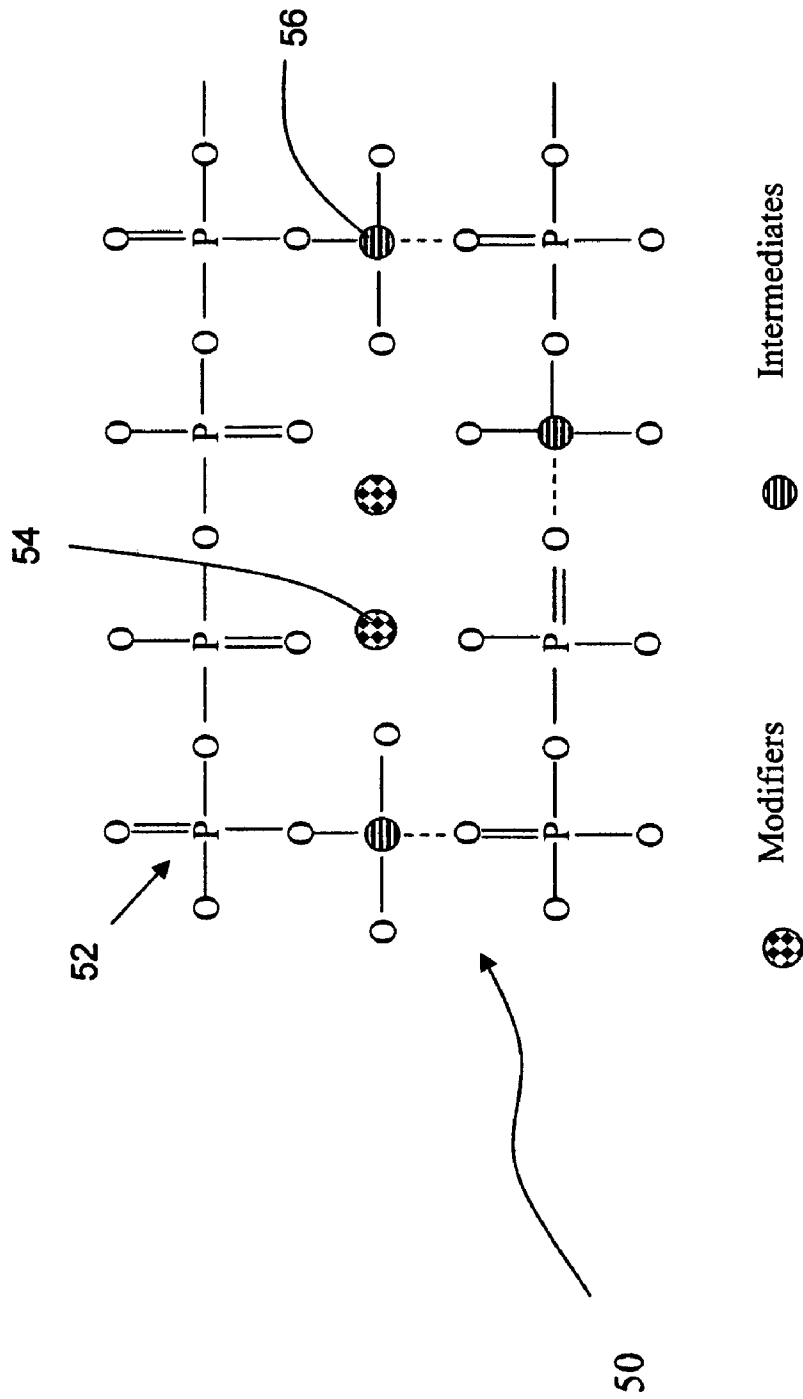 54
52
O O O O
O P O P O P O P O
O O O O 56
O O O O
O O O O
O P O P O O P O
50 O O O O
Modifiers Intermediates